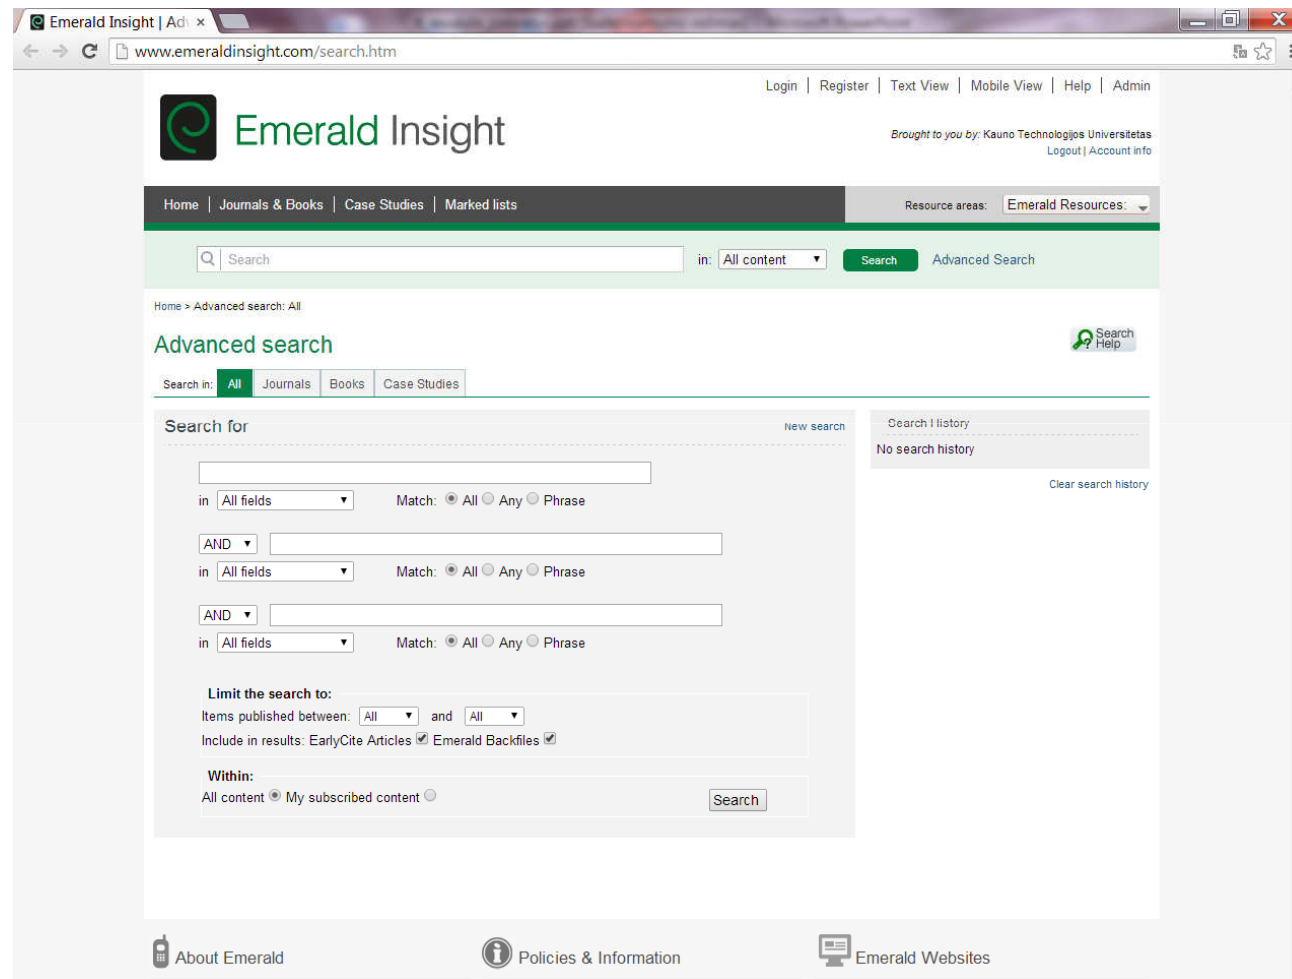 Emerald Insight | Adv
www.emeraldinsight.com/search.htm
Login | Register | Text View | Mobile View | Help | Admin
Emerald Insight
Brought to you by: Kauno Technologijos Universitetas
Logout | Account info
Home | Journals & Books | Case Studies | Marked lists
Resource areas: Emerald Resources:
Search in: All content Search Advanced Search
Home > Advanced search: All
Advanced search
Search Help
Search in: All Journals Books Case Studies
Search for New search
Search History
No search history
Clear search history
in All fields Match: All Any Phrase
AND
in All fields Match: All Any Phrase
AND
in All fields Match: All Any Phrase
Limit the search to:
Items published between: All and All
Include in results: EarlyCite Articles Emerald Backfiles
Within:
All content My subscribed content Search
About Emerald Policies & Information Emerald Websites